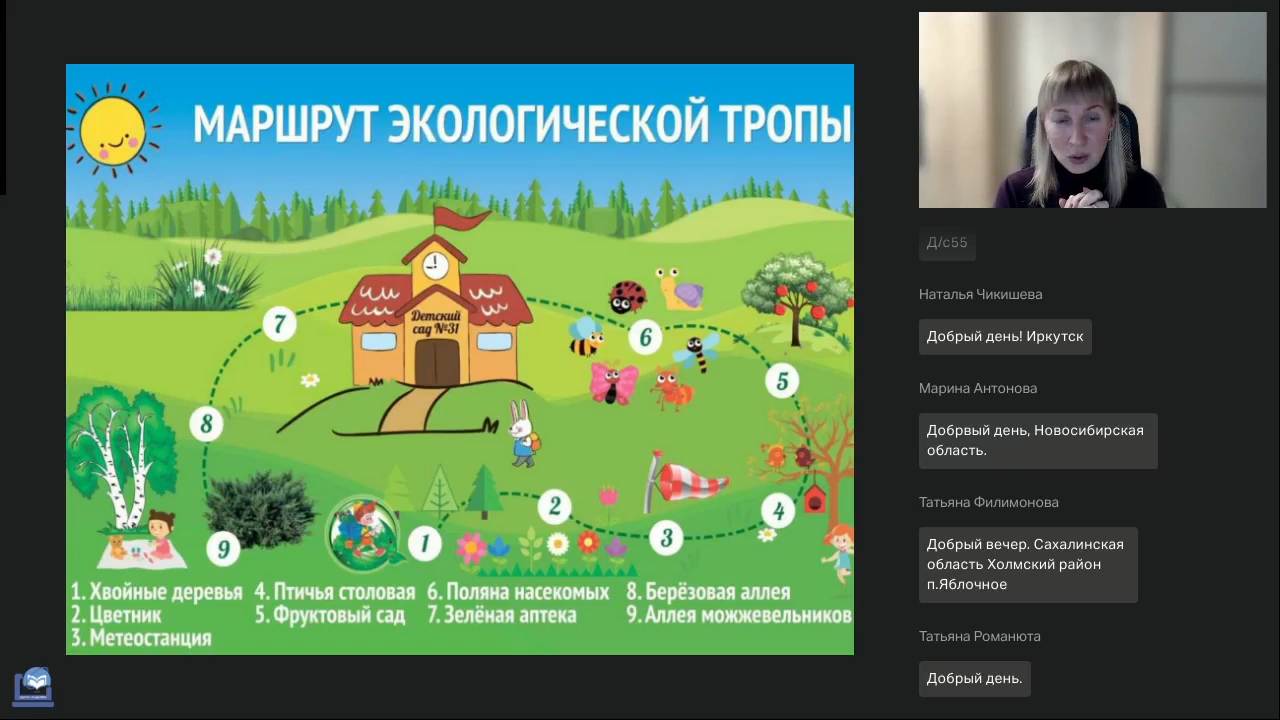 МАРШРУТ ЭКОЛОГИЧЕСКОЙ ТРОПЫ
Детский
сад №31
7
6
5
8
2
4
3
1
9
1. Хвойные деревья
2. Цветник
3. Метеостанция
4. Птичья столовая
5. Фруктовый сад
6. Поляна насекомых
7. Зелёная аптека
8. Берёзовая аллея
9. Аллея можжевельников
Д/с55
Наталья Чикишева
Добрый день! Иркутск
Марина Антонова
Добрвый день, Новосибирская
область.
Татьяна Филимонова
Добрый вечер. Сахалинская
область Холмский район
п.Яблочное
Татьяна Романюта
Добрый день.